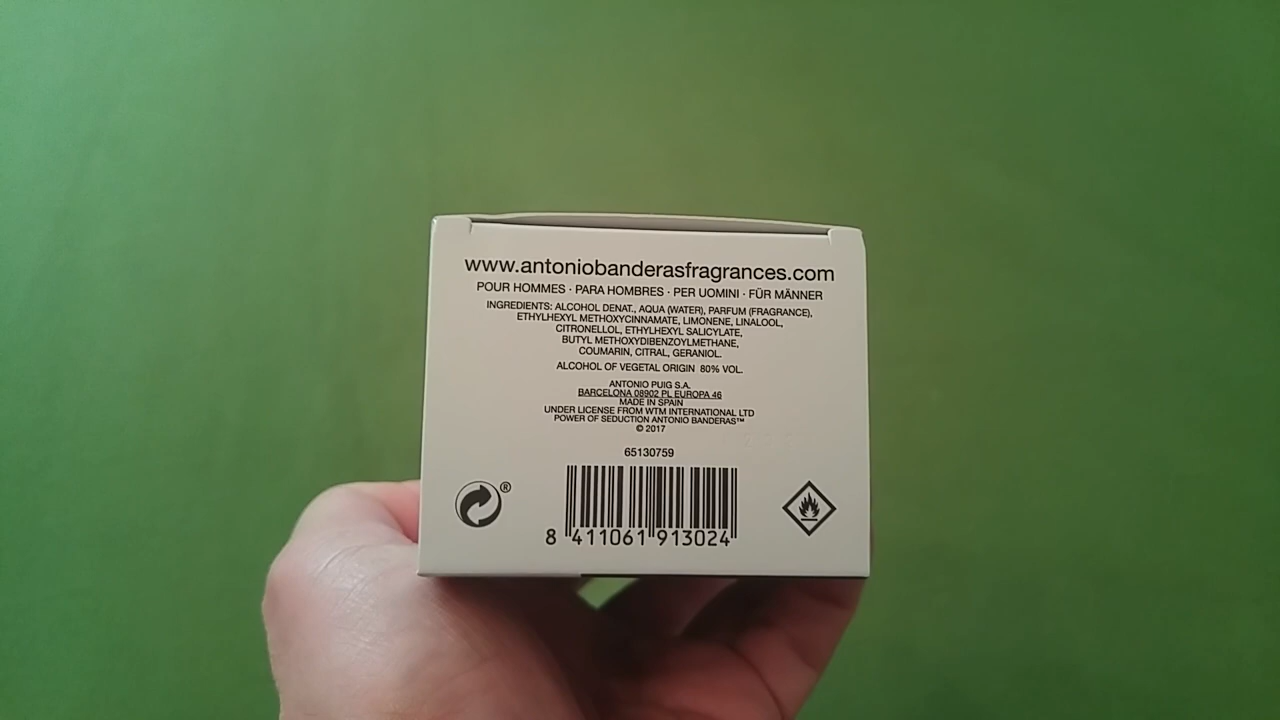 www.antoniobanderasfragrances.com
POUR HOMMES · PARA HOMBRES · PER UOMINI · FÜR MÄNNER
INGREDIENTS: ALCOHOL DENAT., AQUA (WATER), PARFUM (FRAGRANCE),
ETHYLHEXYL METHOXYCINNAMATE, LIMONENE, LINALOOL,
CITRONELLOL, ETHYLHEXYL SALICYLATE,
BUTYL METHOXYDIBENZOYLMETHANE,
COUMARIN, CITRAL, GERANIOL.
ALCOHOL OF VEGETAL ORIGIN 80% VOL.
ANTONIO PUIG S.A.
BARCELONA 08902 PL EUROPA 46
MADE IN SPAIN
UNDER LICENSE FROM WTM INTERNATIONAL LTD
POWER OF SEDUCTION ANTONIO BANDERAS™
© 2017
65130759
®
8 411061 913024